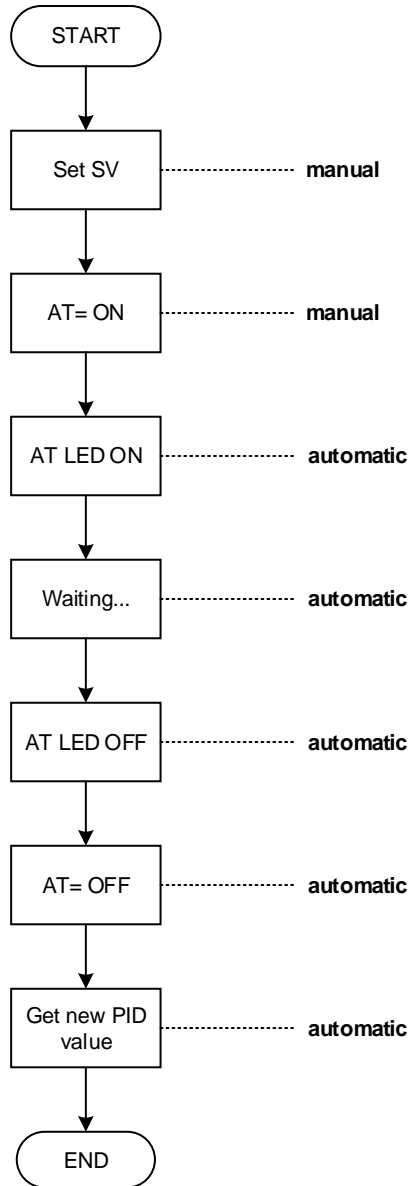 START
Set SV
manual
AT= ON
manual
AT LED ON
automatic
Waiting...
automatic
AT LED OFF
automatic
AT= OFF
automatic
Get new PID
value
automatic
END